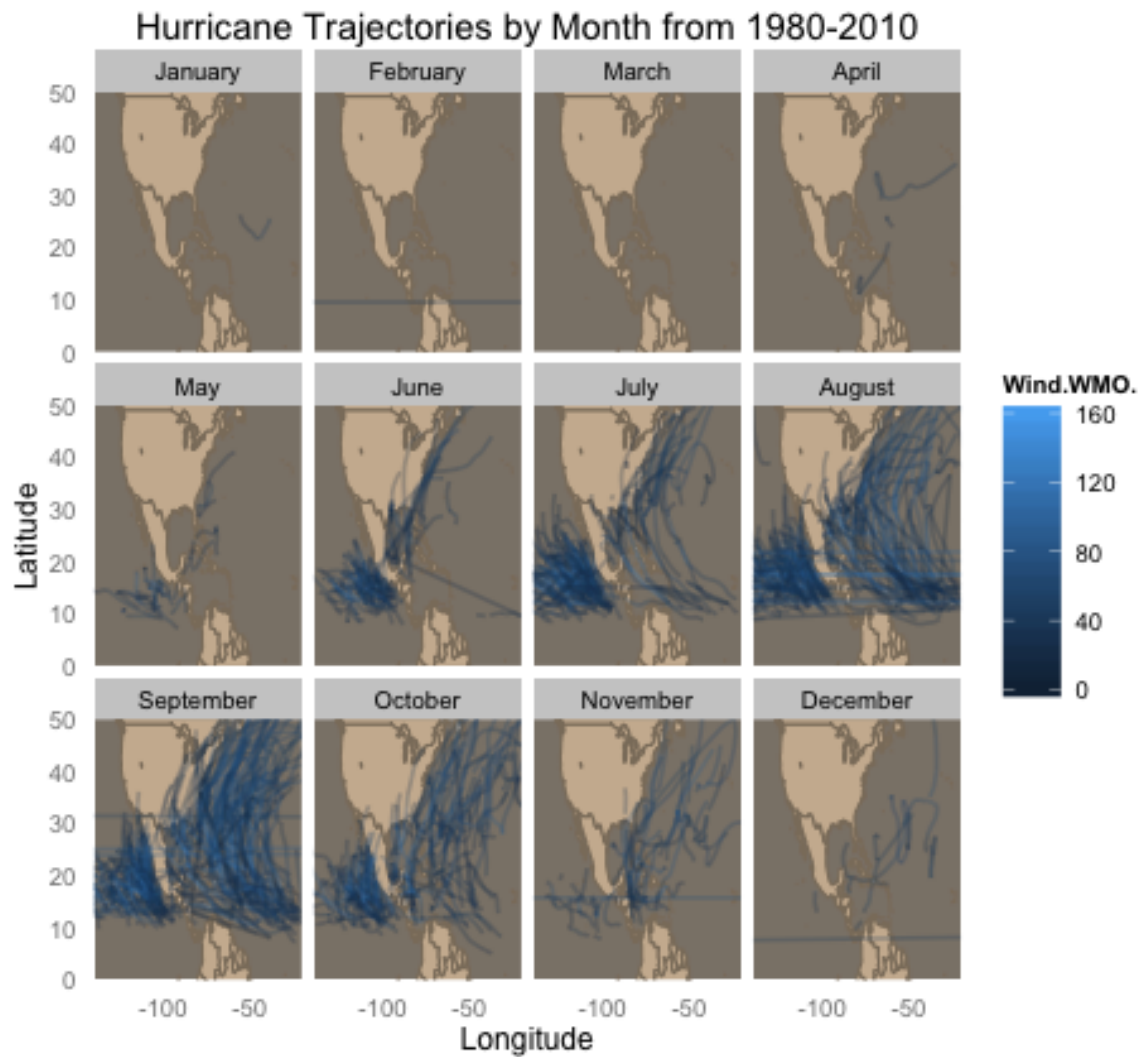 Hurricane Trajectories by Month from 1980-2010
January February March April
50
40
30
20
10
0
May June July August
50
40
30
20
10
0
September October November December
50
40
30
20
10
0
-100 -50 -100 -50 -100 -50 -100 -50
Longitude
Latitude
Wind.WMO.
160
120
80
40
0